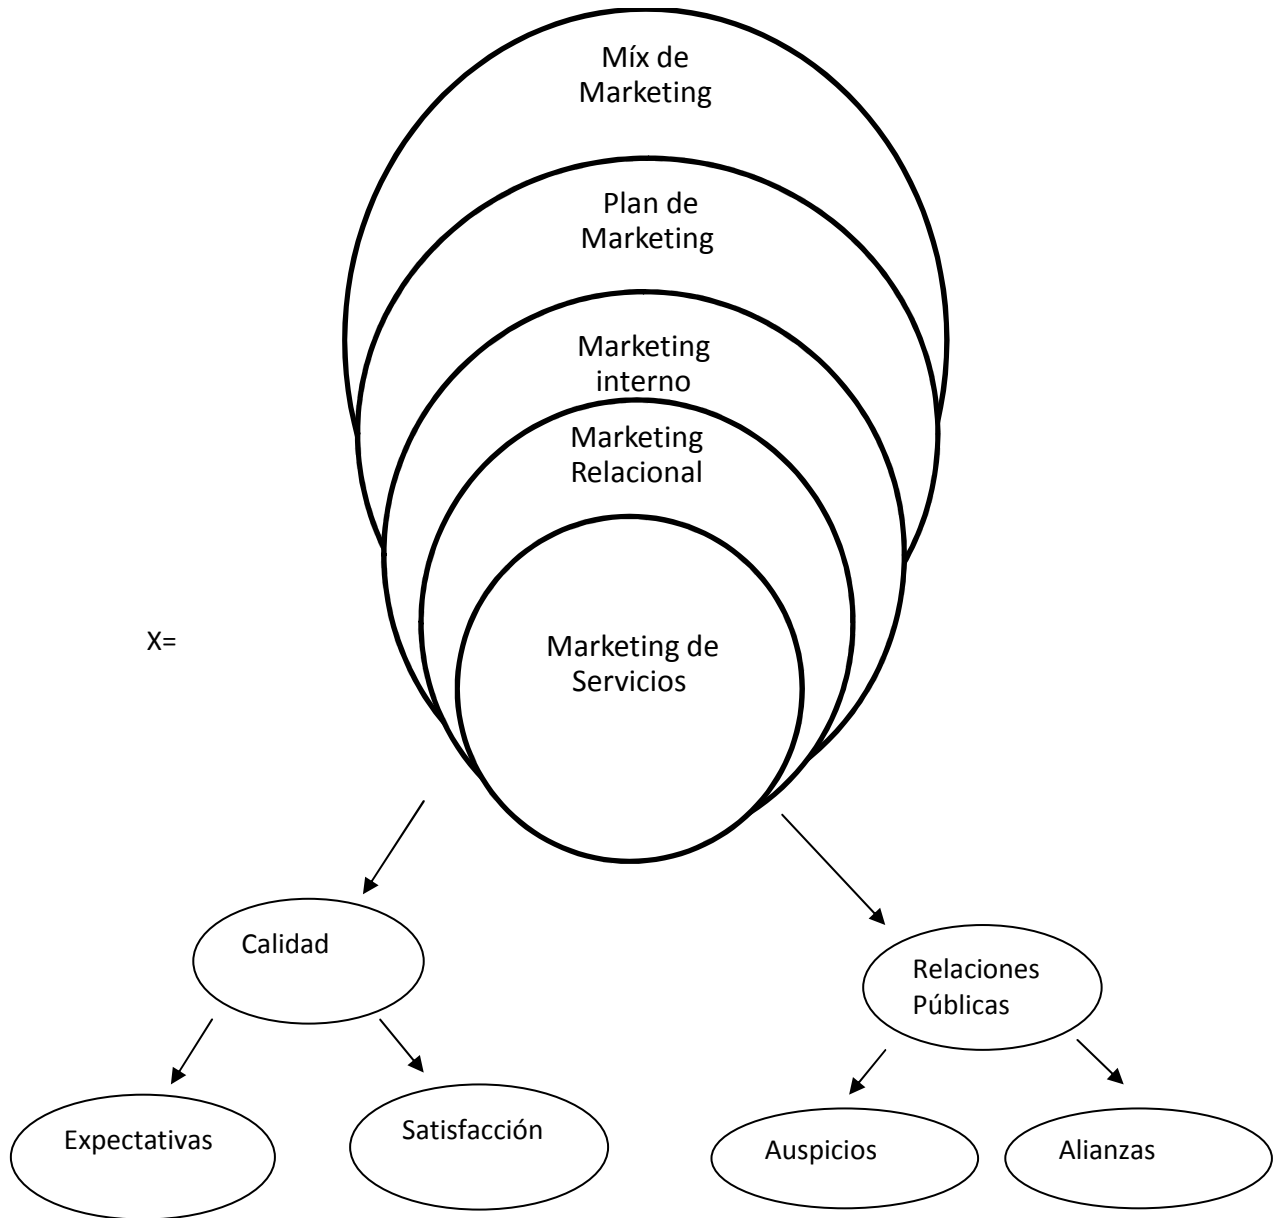 Míx de
Marketing
Plan de
Marketing
Marketing
interno
Marketing
Relacional
X=
Marketing de
Servicios
Calidad
Relaciones
Públicas
Expectativas
Satisfacción
Auspicios
Alianzas